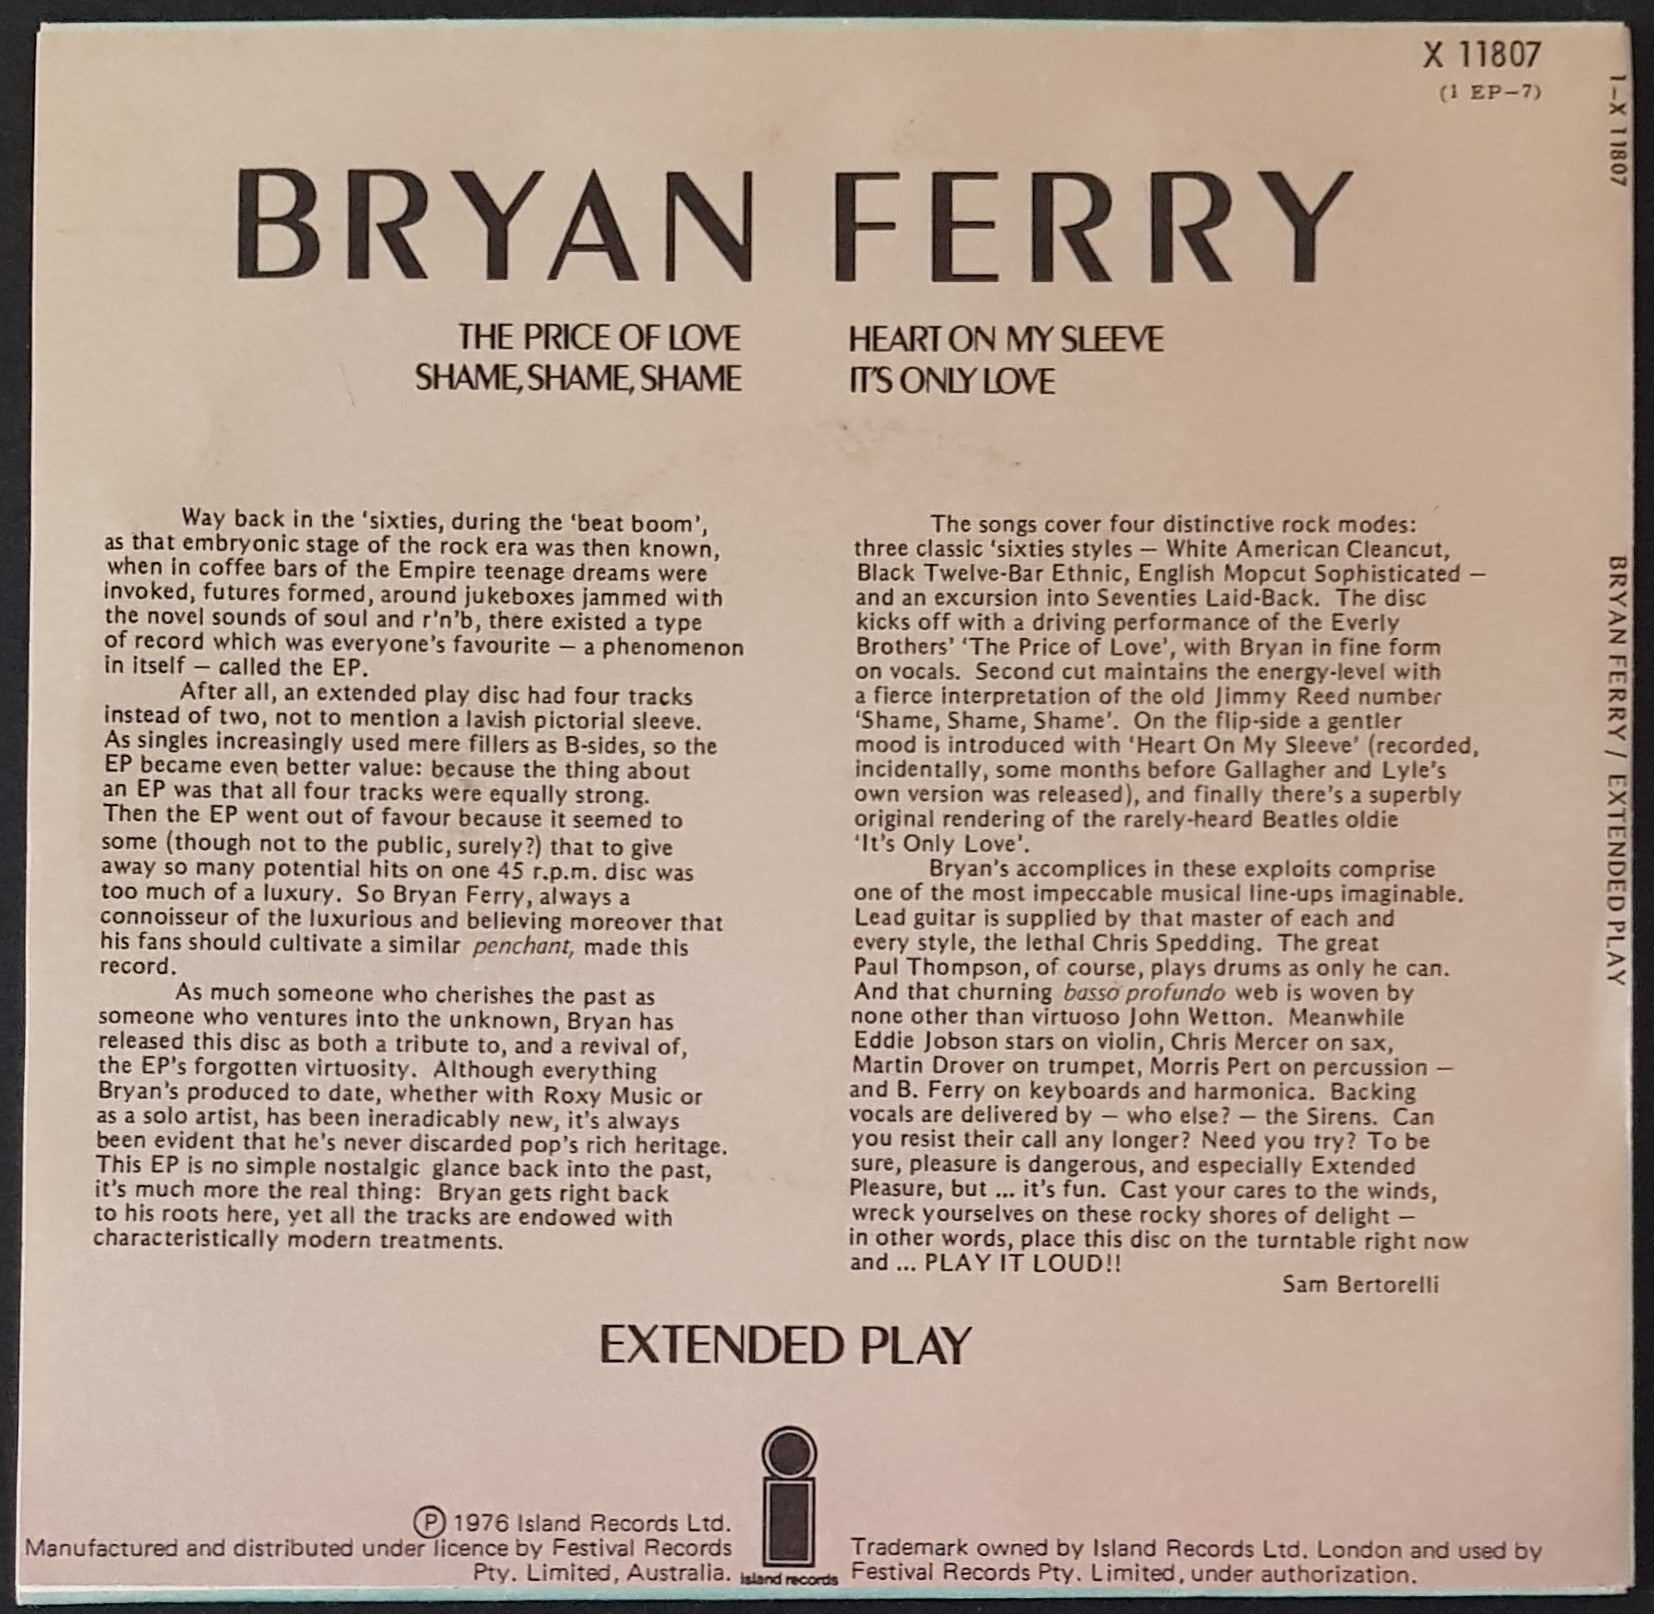 X 11807
(1 EP–7)
1–X 11807
BRYAN FERRY / EXTENDED PLAY
BRYAN FERRY
THE PRICE OF LOVE
SHAME, SHAME, SHAME
HEART ON MY SLEEVE
IT'S ONLY LOVE
Way back in the 'sixties, during the 'beat boom',
as that embryonic stage of the rock era was then known,
when in coffee bars of the Empire teenage dreams were
invoked, futures formed, around jukeboxes jammed with
the novel sounds of soul and r'n'b, there existed a type
of record which was everyone's favourite – a phenomenon
in itself – called the EP.
After all, an extended play disc had four tracks
instead of two, not to mention a lavish pictorial sleeve.
As singles increasingly used mere fillers as B-sides, so the
EP became even better value: because the thing about
an EP was that all four tracks were equally strong.
Then the EP went out of favour because it seemed to
some (though not to the public, surely?) that to give
away so many potential hits on one 45 r.p.m. disc was
too much of a luxury. So Bryan Ferry, always a
connoisseur of the luxurious and believing moreover that
his fans should cultivate a similar penchant, made this
record.
As much someone who cherishes the past as
someone who ventures into the unknown, Bryan has
released this disc as both a tribute to, and a revival of,
the EP's forgotten virtuosity. Although everything
Bryan's produced to date, whether with Roxy Music or
as a solo artist, has been ineradicably new, it's always
been evident that he's never discarded pop's rich heritage.
This EP is no simple nostalgic glance back into the past,
it's much more the real thing: Bryan gets right back
to his roots here, yet all the tracks are endowed with
characteristically modern treatments.
The songs cover four distinctive rock modes:
three classic 'sixties styles – White American Cleancut,
Black Twelve-Bar Ethnic, English Mopcut Sophisticated –
and an excursion into Seventies Laid-Back. The disc
kicks off with a driving performance of the Everly
Brothers' 'The Price of Love', with Bryan in fine form
on vocals. Second cut maintains the energy-level with
a fierce interpretation of the old Jimmy Reed number
'Shame, Shame, Shame'. On the flip-side a gentler
mood is introduced with 'Heart On My Sleeve' (recorded,
incidentally, some months before Gallagher and Lyle's
own version was released), and finally there's a superbly
original rendering of the rarely-heard Beatles oldie
'It's Only Love'.
Bryan's accomplices in these exploits comprise
one of the most impeccable musical line-ups imaginable.
Lead guitar is supplied by that master of each and
every style, the lethal Chris Spedding. The great
Paul Thompson, of course, plays drums as only he can.
And that churning basso profundo web is woven by
none other than virtuoso John Wetton. Meanwhile
Eddie Jobson stars on violin, Chris Mercer on sax,
Martin Drover on trumpet, Morris Pert on percussion –
and B. Ferry on keyboards and harmonica. Backing
vocals are delivered by – who else? – the Sirens. Can
you resist their call any longer? Need you try? To be
sure, pleasure is dangerous, and especially Extended
Pleasure, but ... it's fun. Cast your cares to the winds,
wreck yourselves on these rocky shores of delight –
in other words, place this disc on the turntable right now
and ... PLAY IT LOUD!!
Sam Bertorelli
EXTENDED PLAY
Ⓟ 1976 Island Records Ltd.
Manufactured and distributed under licence by Festival Records
Pty. Limited, Australia.
island records
Trademark owned by Island Records Ltd. London and used by
Festival Records Pty. Limited, under authorization.